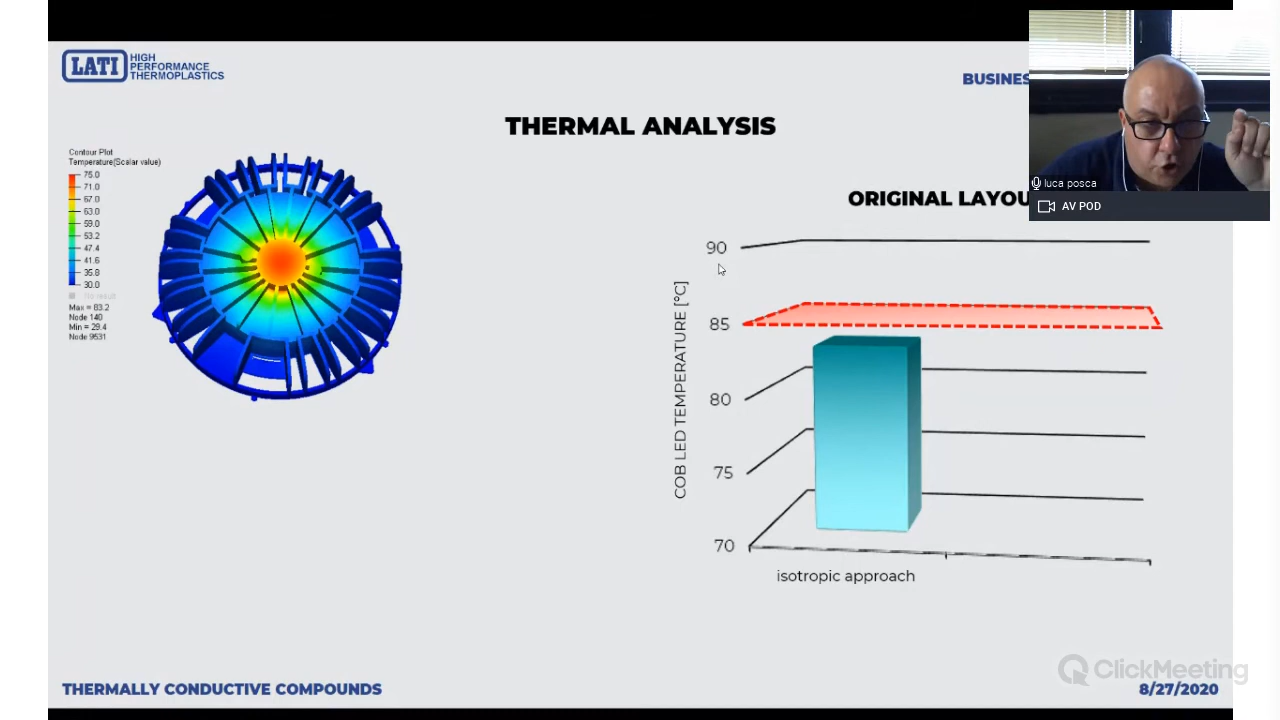 LATI
HIGH
PERFORMANCE
THERMOPLASTICS
BUSINES
THERMAL ANALYSIS
Contour Plot
Temperature(Scalar value)
75.0
71.0
67.0
63.0
59.0
53.2
47.4
41.6
35.8
30.0
No result
Max = 83.2
Node 140
Min = 29.4
Node 9531
luca posca
AV POD
ORIGINAL LAYOU
COB LED TEMPERATURE [°C]
90
85
80
75
70
isotropic approach
ClickMeeting
THERMALLY CONDUCTIVE COMPOUNDS
8/27/2020